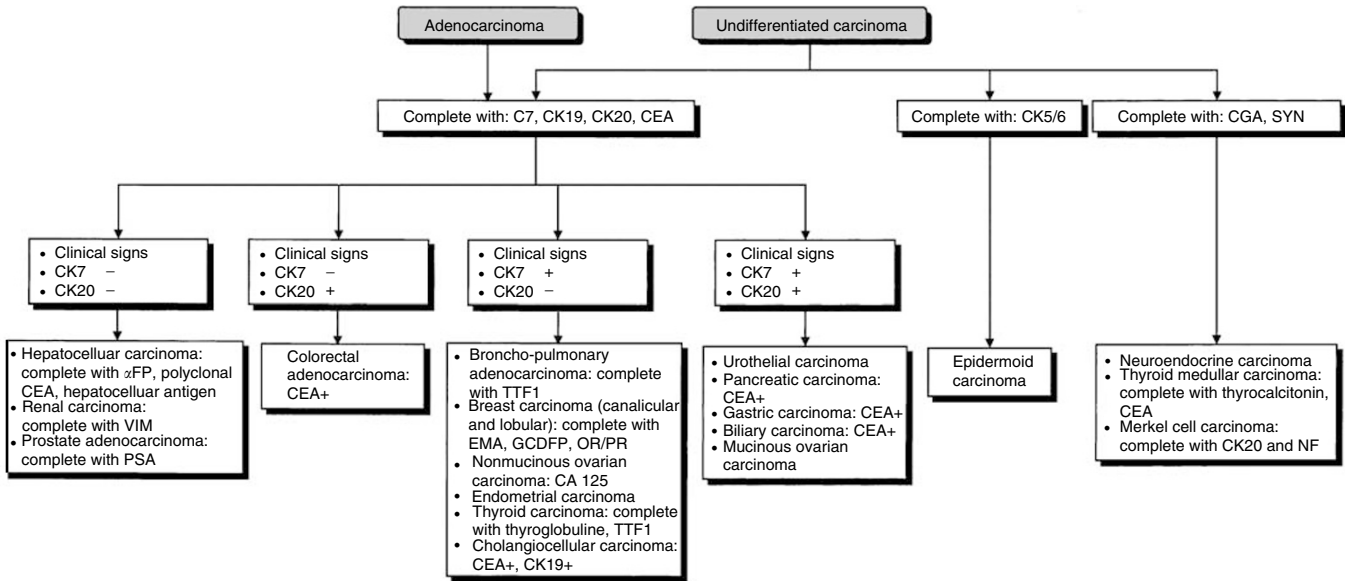 Adenocarcinoma
Undifferentiated carcinoma
Complete with: C7, CK19, CK20, CEA
Complete with: CK5/6
Complete with: CGA, SYN
• Clinical signs
• CK7 −
• CK20 −
• Clinical signs
• CK7 −
• CK20 +
• Clinical signs
• CK7 +
• CK20 −
• Clinical signs
• CK7 +
• CK20 +
• Hepatocelluar carcinoma:
complete with αFP, polyclonal
CEA, hepatocelluar antigen
• Renal carcinoma:
complete with VIM
• Prostate adenocarcinoma:
complete with PSA
Colorectal
adenocarcinoma:
CEA+
• Broncho-pulmonary
adenocarcinoma: complete
with TTF1
• Breast carcinoma (canalicular
and lobular): complete with
EMA, GCDFP, OR/PR
• Nonmucinous ovarian
carcinoma: CA 125
• Endometrial carcinoma
• Thyroid carcinoma: complete
with thyroglobuline, TTF1
• Cholangiocellular carcinoma:
CEA+, CK19+
• Urothelial carcinoma
• Pancreatic carcinoma:
CEA+
• Gastric carcinoma: CEA+
• Biliary carcinoma: CEA+
• Mucinous ovarian
carcinoma
Epidermoid
carcinoma
• Neuroendocrine carcinoma
• Thyroid medullar carcinoma:
complete with thyrocalcitonin,
CEA
• Merkel cell carcinoma:
complete with CK20 and NF